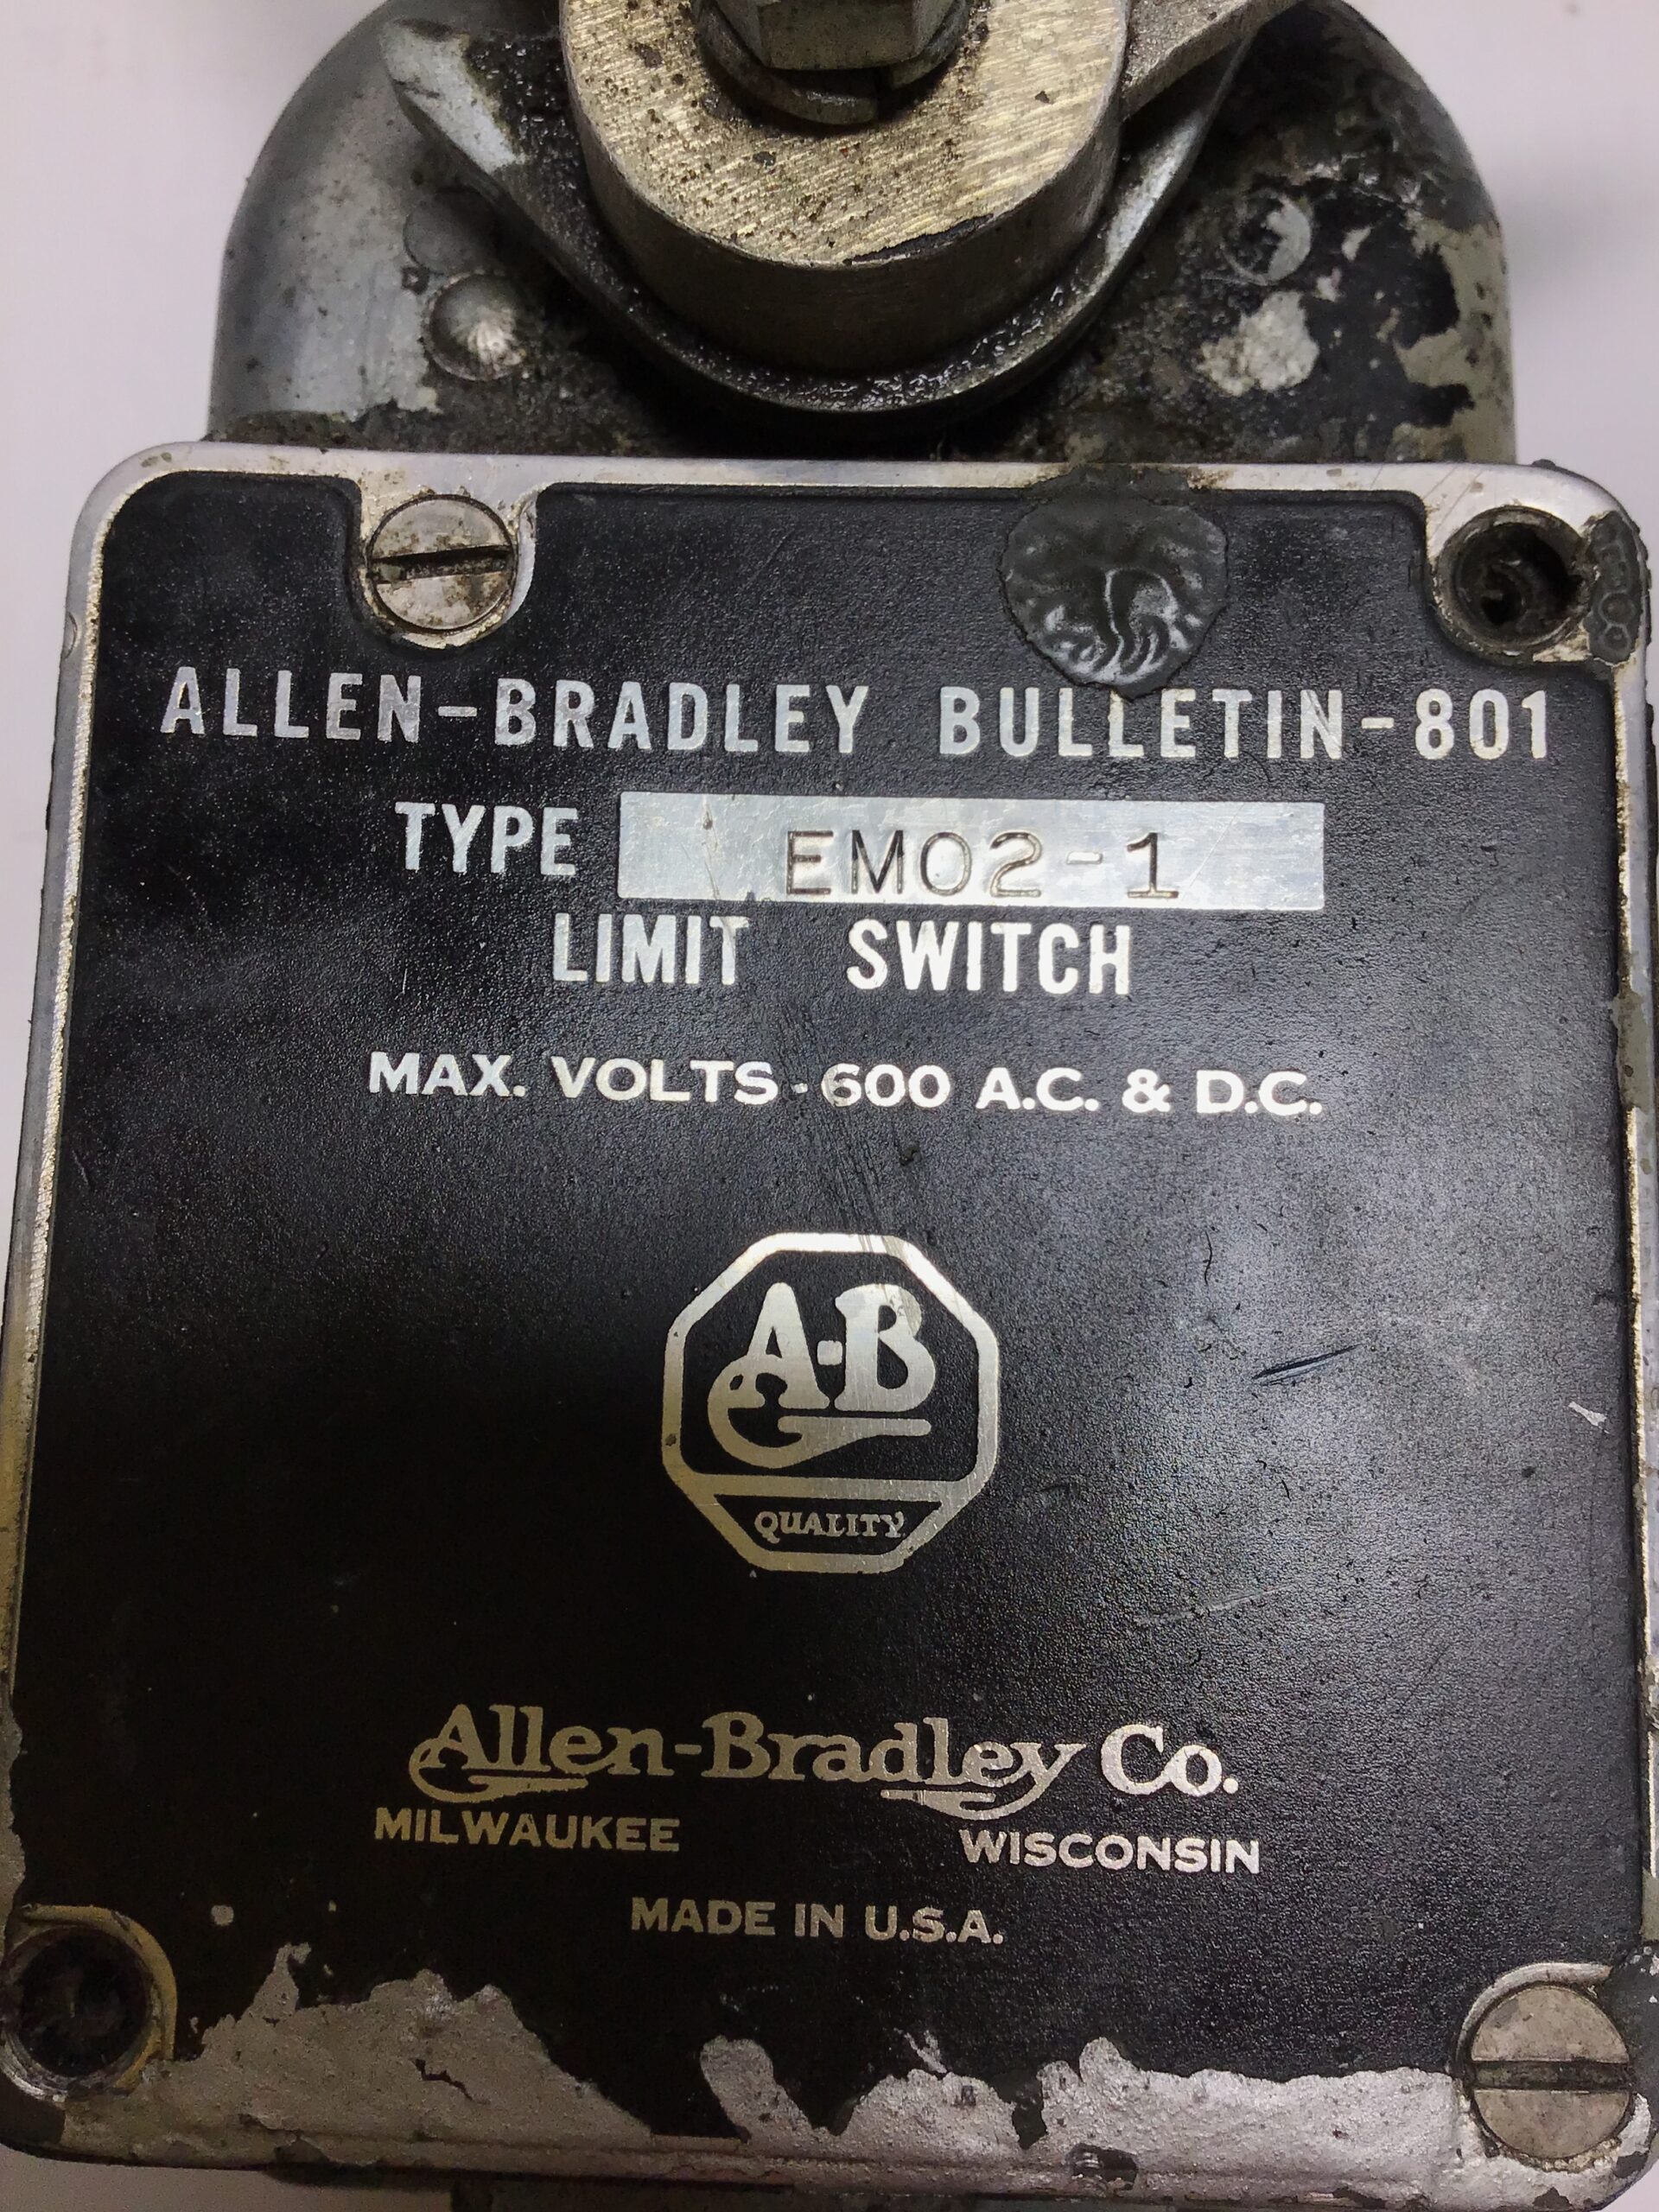 ALLEN-BRADLEY BULLETIN-801
TYPE EMO2-1
LIMIT SWITCH
MAX. VOLTS-600 A.C. & D.C.
A-B
QUALITY
Allen-Bradley Co.
MILWAUKEE WISCONSIN
MADE IN U.S.A.